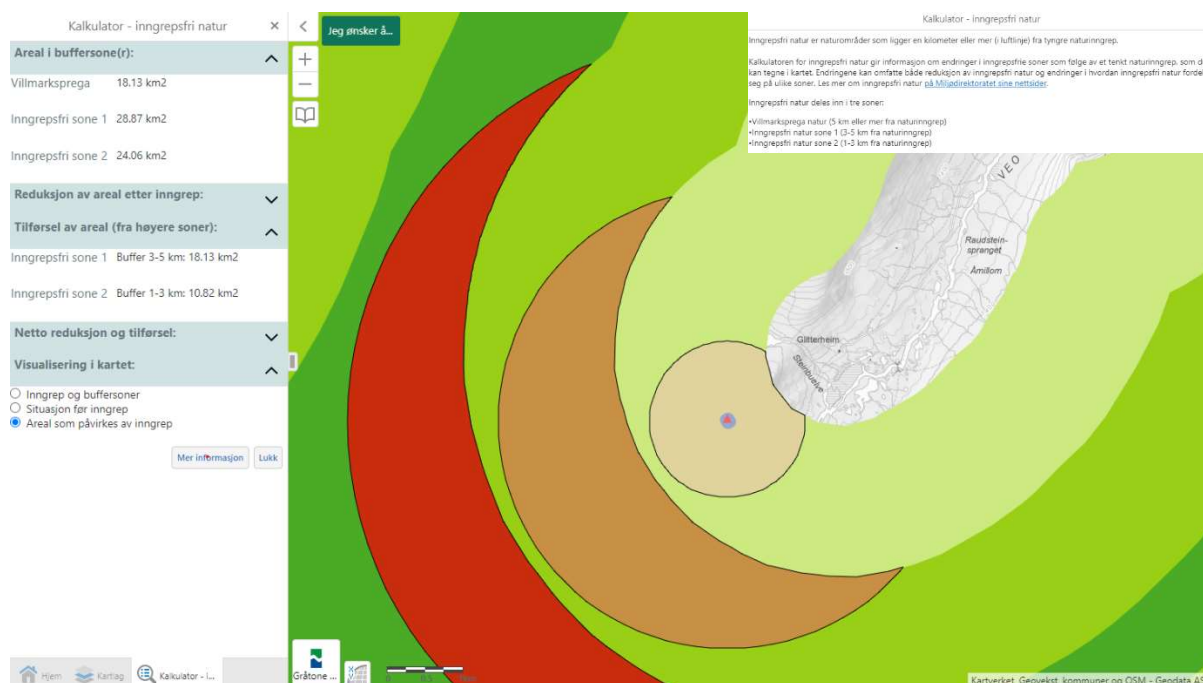 Kalkulator - inngrepsfri natur
Areal i buffersone(r):
Villmarksprega 18.13 km2
Inngrepsfri sone 1 28.87 km2
Inngrepsfri sone 2 24.06 km2
Reduksjon av areal etter inngrep:
Tilførsel av areal (fra høyere soner):
Inngrepsfri sone 1 Buffer 3-5 km: 18.13 km2
Inngrepsfri sone 2 Buffer 1-3 km: 10.82 km2
Netto reduksjon og tilførsel:
Visualisering i kartet:
Inngrep og buffersoner
Situasjon før inngrep
Areal som påvirkes av inngrep
Mer informasjon Lukk
Hjem Kartlag Kalkulator - i...
Jeg ønsker å...
Kalkulator - inngrepsfri natur
Inngrepsfri natur er naturområder som ligger en kilometer eller mer (i luftlinje) fra tyngre naturinngrep.
Kalkulatoren for inngrepsfri natur gir informasjon om endringer i inngrepsfrie soner som følge av et tenkt naturinngrep, som d
kan tegne i kartet. Endringene kan omfatte både reduksjon av inngrepsfri natur og endringer i hvordan inngrepsfri natur fordel
seg på ulike soner. Les mer om inngrepsfri natur på Miljødirektoratet sine nettsider.
Inngrepsfri natur deles inn i tre soner:
•Villmarksprega natur (5 km eller mer fra naturinngrep)
•Inngrepsfri natur sone 1 (3-5 km fra naturinngrep)
•Inngrepsfri natur sone 2 (1-3 km fra naturinngrep)
VEO
Raudstein-
spranget
Åmillom
Glitterheim
Steinbuelve
Gråtone ...
0 0.5
Kartverket, Geovekst, kommuner og OSM - Geodata A